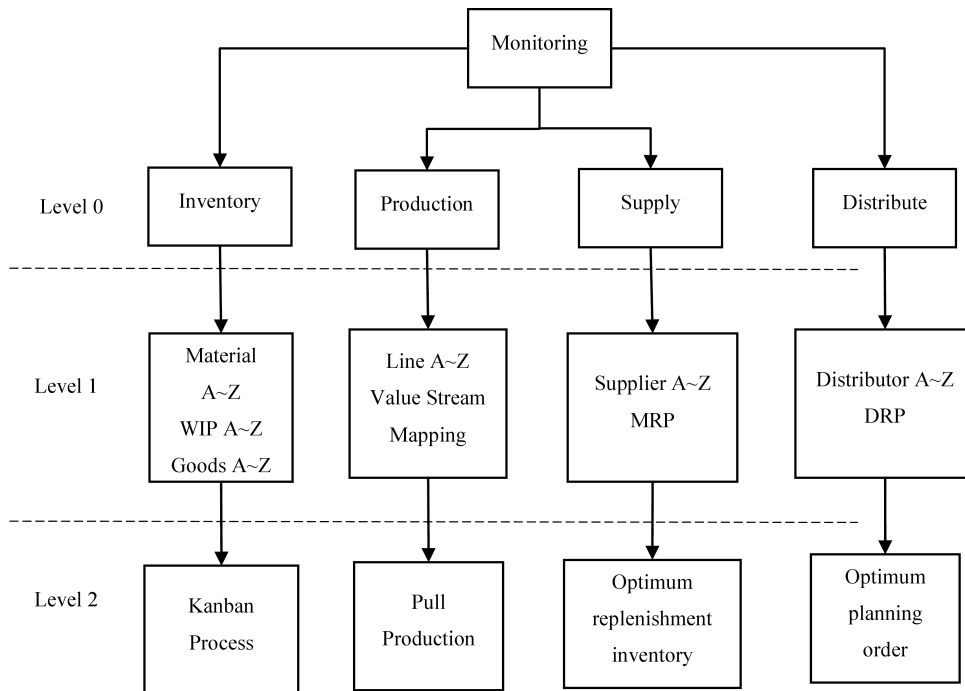 Monitoring
Level 0
Inventory
Production
Supply
Distribute
Level 1
Material
A~Z
WIP A~Z
Goods A~Z
Line A~Z
Value Stream
Mapping
Supplier A~Z
MRP
Distributor A~Z
DRP
Level 2
Kanban
Process
Pull
Production
Optimum
replenishment
inventory
Optimum
planning
order